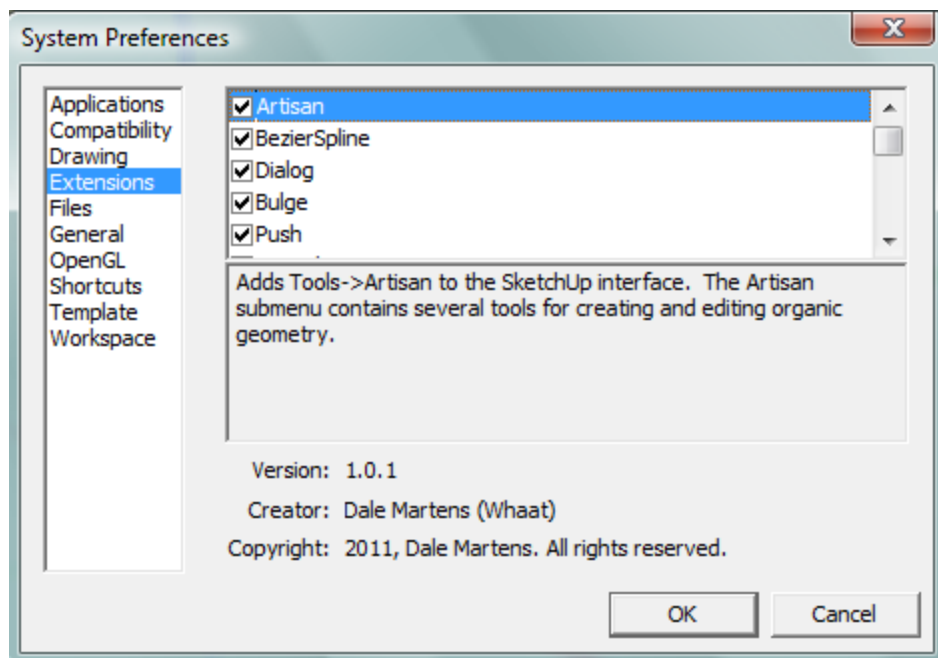 System Preferences
Applications
Compatibility
Drawing
Extensions
Files
General
OpenGL
Shortcuts
Template
Workspace
Artisan
BezierSpline
Dialog
Bulge
Push
Adds Tools->Artisan to the SketchUp interface.  The Artisan
submenu contains several tools for creating and editing organic
geometry.
Version: 1.0.1
Creator: Dale Martens (Whaat)
Copyright: 2011, Dale Martens. All rights reserved.
OK
Cancel